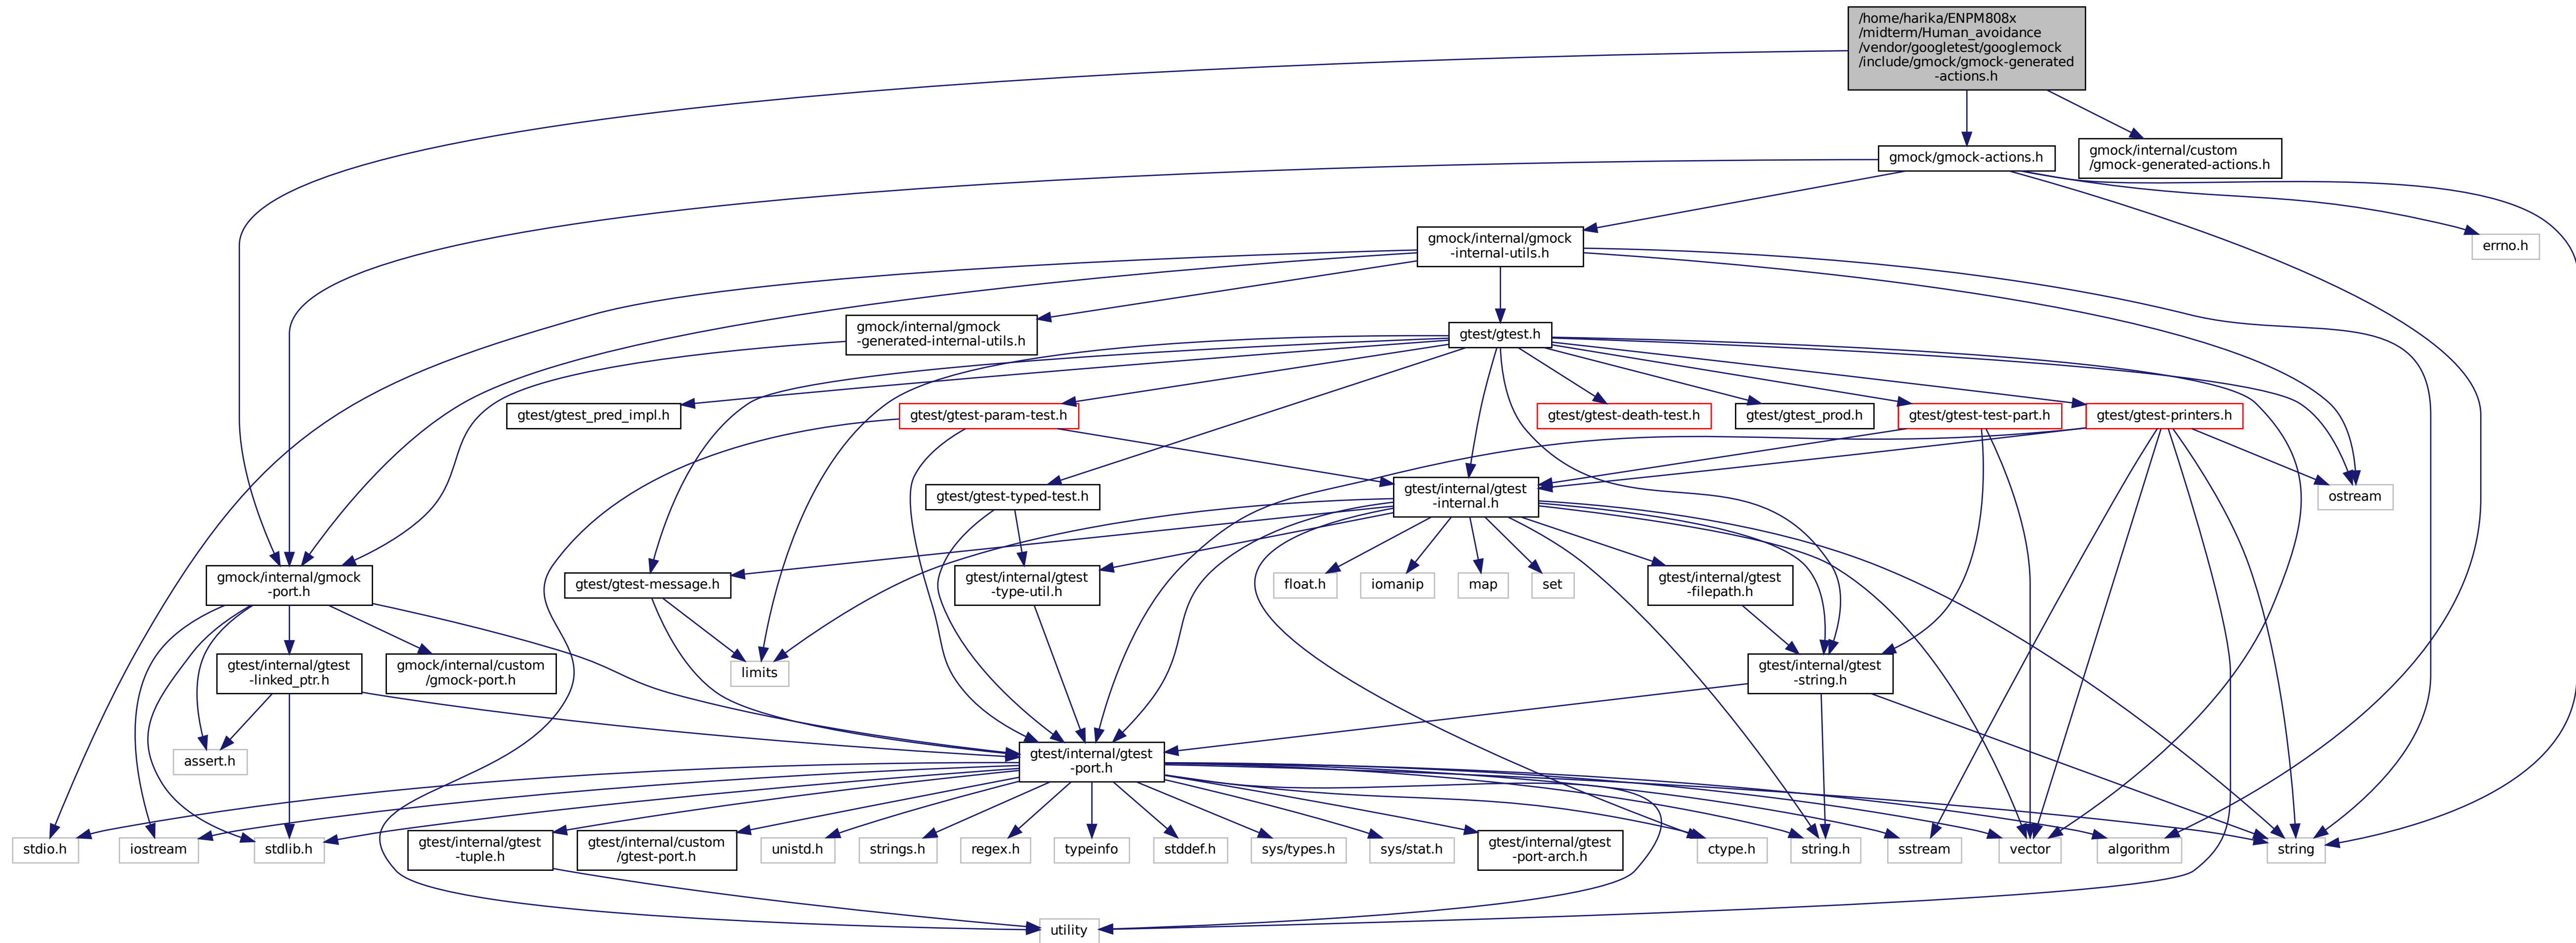 /home/harika/ENPM808x
/midterm/Human_avoidance
/vendor/googletest/googlemock
/include/gmock/gmock-generated
-actions.h
gmock/gmock-actions.h
gmock/internal/custom
/gmock-generated-actions.h
gmock/internal/gmock
-internal-utils.h
errno.h
gmock/internal/gmock
-generated-internal-utils.h
gtest/gtest.h
gtest/gtest_pred_impl.h
gtest/gtest-param-test.h
gtest/gtest-death-test.h
gtest/gtest_prod.h
gtest/gtest-test-part.h
gtest/gtest-printers.h
gtest/gtest-typed-test.h
gtest/internal/gtest
-internal.h
ostream
gmock/internal/gmock
-port.h
gtest/gtest-message.h
gtest/internal/gtest
-type-util.h
float.h
iomanip
map
set
gtest/internal/gtest
-filepath.h
gtest/internal/gtest
-linked_ptr.h
gmock/internal/custom
/gmock-port.h
limits
gtest/internal/gtest
-string.h
assert.h
gtest/internal/gtest
-port.h
stdio.h
iostream
stdlib.h
gtest/internal/gtest
-tuple.h
gtest/internal/custom
/gtest-port.h
unistd.h
strings.h
regex.h
typeinfo
stddef.h
sys/types.h
sys/stat.h
gtest/internal/gtest
-port-arch.h
ctype.h
string.h
sstream
vector
algorithm
string
utility